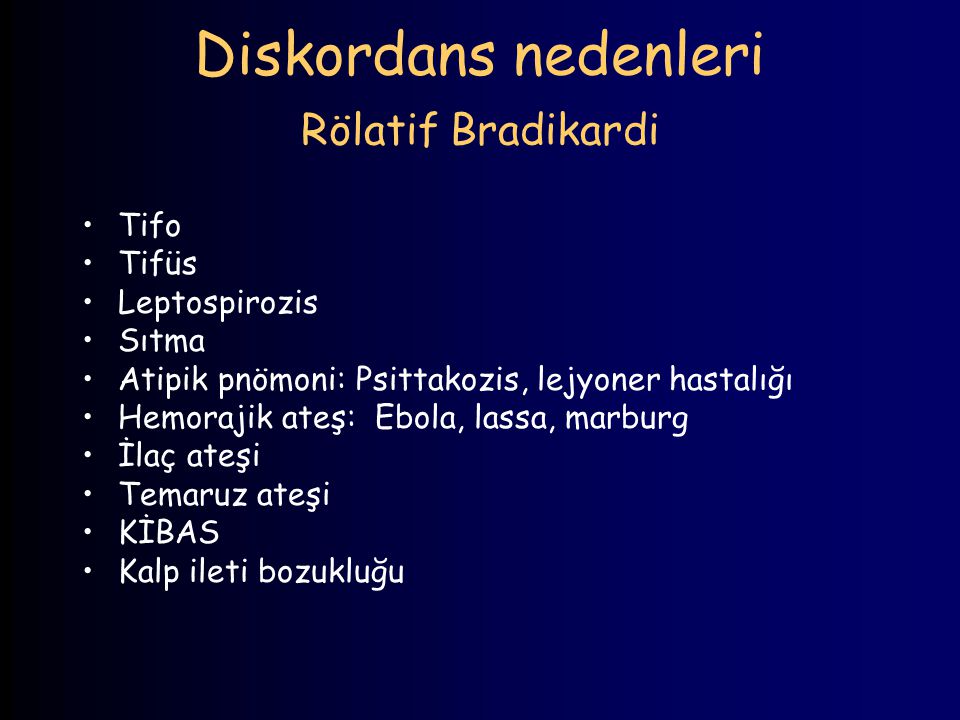 Diskordans nedenleri
Rölatif Bradikardi
• Tifo
• Tifüs
• Leptospirozis
• Sıtma
• Atipik pnömoni: Psittakozis, lejyoner hastalığı
• Hemorajik ateş:  Ebola, lassa, marburg
• İlaç ateşi
• Temaruz ateşi
• KİBAS
• Kalp ileti bozukluğu